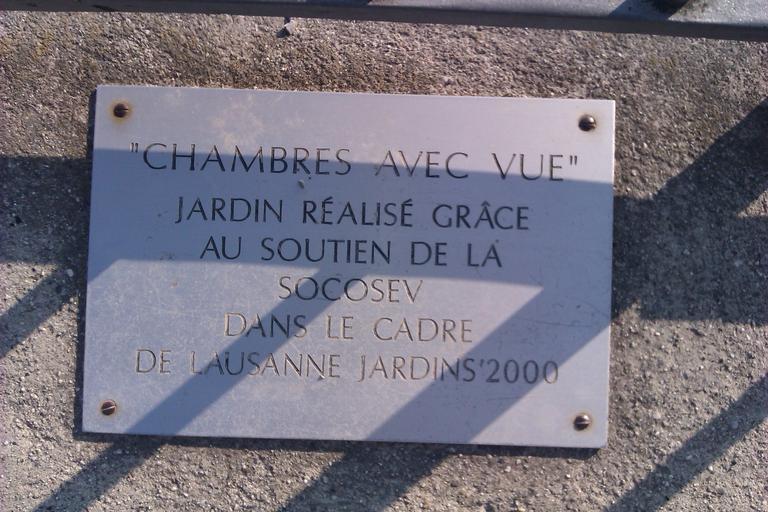 "CHAMBRES AVEC VUE"
JARDIN RÉALISÉ GRÂCE
AU SOUTIEN DE LA
SOCOSEV
DANS LE CADRE
DE LAUSANNE JARDINS'2000